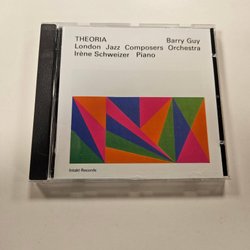 THEORIA Barry Guy
London Jazz Composers Orchestra
Irène Schweizer Piano
Intakt Records